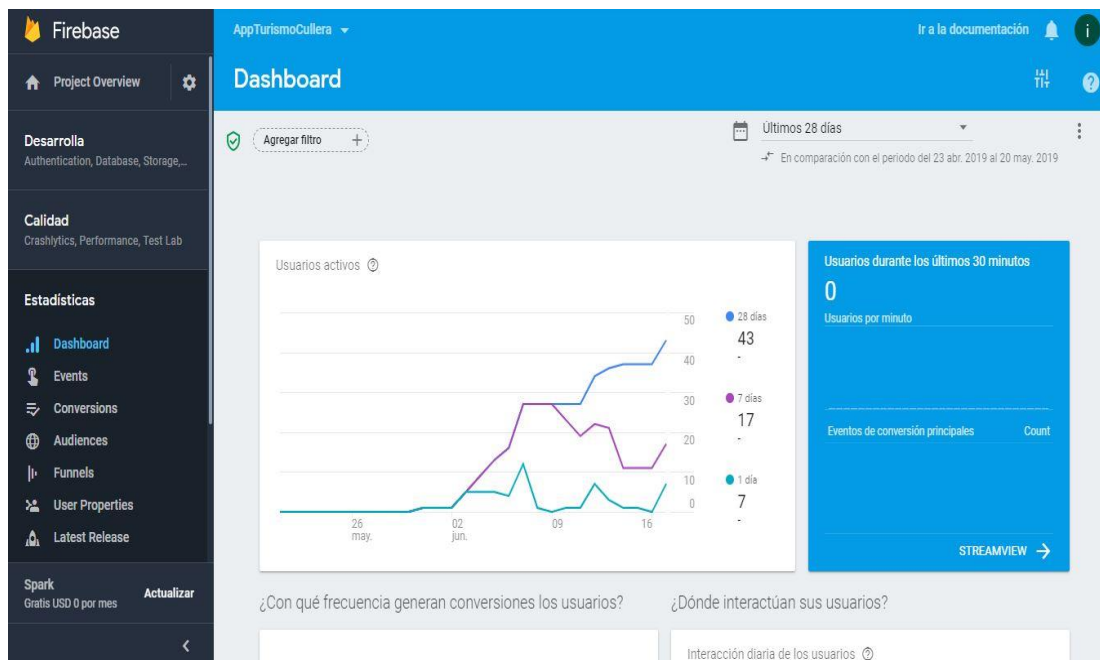 Firebase
Project Overview
Desarrolla
Authentication, Database, Storage,...
Calidad
Crashlytics, Performance, Test Lab
Estadísticas
Dashboard
Events
Conversions
Audiences
Funnels
User Properties
Latest Release
Spark
Gratis USD 0 por mes
Actualizar
AppTurismoCullera
Ir a la documentación
i
Dashboard
Agregar filtro
Últimos 28 días
En comparación con el periodo del 23 abr. 2019 al 20 may. 2019
Usuarios activos
50
40
30
20
10
0
26 may.
02 jun.
09
16
28 días
43
-
7 días
17
-
1 día
7
-
Usuarios durante los últimos 30 minutos
0
Usuarios por minuto
Eventos de conversión principales Count
STREAMVIEW
¿Con qué frecuencia generan conversiones los usuarios?
¿Dónde interactúan sus usuarios?
Interacción diaria de los usuarios